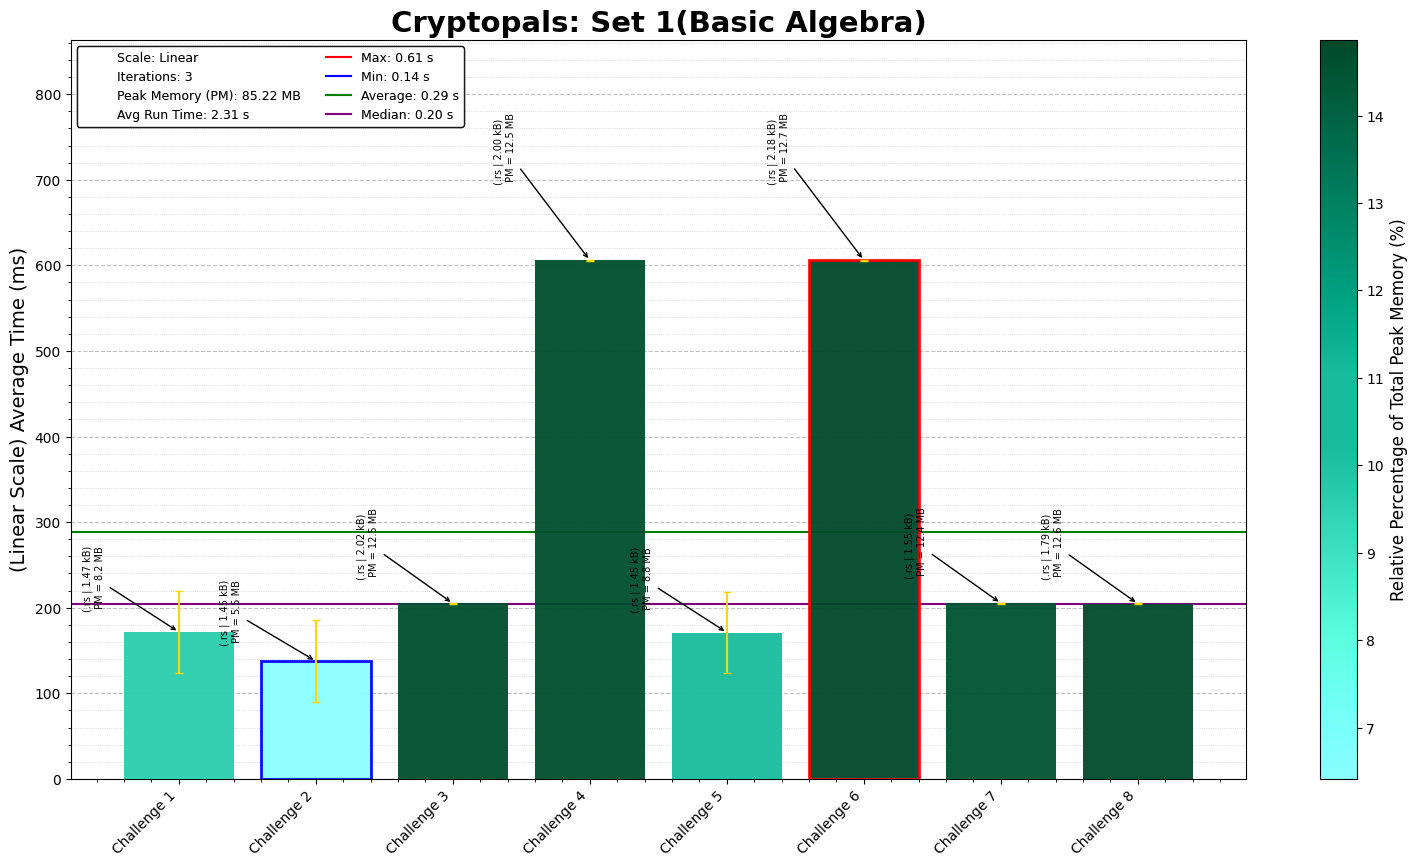 Cryptopals: Set 1(Basic Algebra)
Scale: Linear
Iterations: 3
Peak Memory (PM): 85.22 MB
Avg Run Time: 2.31 s
Max: 0.61 s
Min: 0.14 s
Average: 0.29 s
Median: 0.20 s
(Linear Scale) Average Time (ms)
800
700
600
500
400
300
200
100
0
(.rs | 1.47 kB)
PM = 8.2 MB
(.rs | 1.45 kB)
PM = 5.5 MB
(.rs | 2.02 kB)
PM = 12.5 MB
(.rs | 2.00 kB)
PM = 12.5 MB
(.rs | 1.45 kB)
PM = 8.8 MB
(.rs | 2.18 kB)
PM = 12.7 MB
(.rs | 1.55 kB)
PM = 12.4 MB
(.rs | 1.79 kB)
PM = 12.6 MB
Challenge 1
Challenge 2
Challenge 3
Challenge 4
Challenge 5
Challenge 6
Challenge 7
Challenge 8
14
13
12
11
10
9
8
7
Relative Percentage of Total Peak Memory (%)